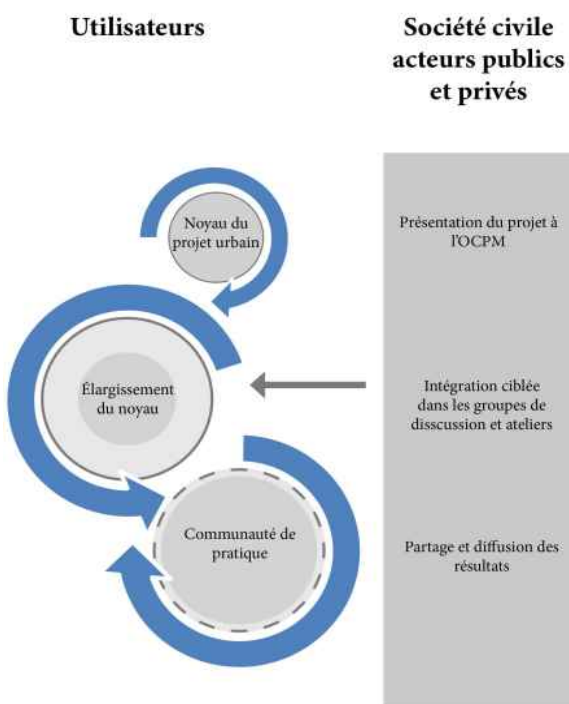 Utilisateurs
Société civile
acteurs publics
et privés
Noyau du
projet urbain
Présentation du projet à
l'OCPM
Élargissement
du noyau
Intégration ciblée
dans les groupes de
disscussion et ateliers
Communauté de
pratique
Partage et diffusion des
résultats